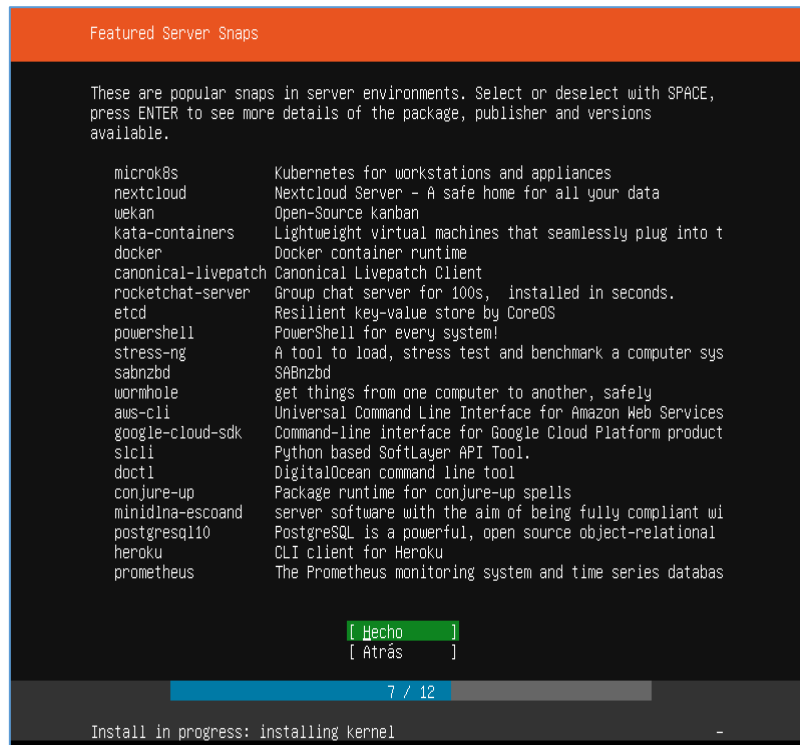 Featured Server Snaps
These are popular snaps in server environments. Select or deselect with SPACE,
press ENTER to see more details of the package, publisher and versions
available.
microk8s Kubernetes for workstations and appliances
nextcloud Nextcloud Server - A safe home for all your data
wekan Open-Source kanban
kata-containers Lightweight virtual machines that seamlessly plug into t
docker Docker container runtime
canonical-livepatch Canonical Livepatch Client
rocketchat-server Group chat server for 100s, installed in seconds.
etcd Resilient key-value store by CoreOS
powershell PowerShell for every system!
stress-ng A tool to load, stress test and benchmark a computer sys
sabnzbd SABnzbd
wormhole get things from one computer to another, safely
aws-cli Universal Command Line Interface for Amazon Web Services
google-cloud-sdk Command-line interface for Google Cloud Platform product
slcli Python based SoftLayer API Tool.
doctl DigitalOcean command line tool
conjure-up Package runtime for conjure-up spells
minidlna-escoand server software with the aim of being fully compliant wi
postgresql10 PostgreSQL is a powerful, open source object-relational
heroku CLI client for Heroku
prometheus The Prometheus monitoring system and time series databas
[ Hecho ]
[ Atrás ]
7 / 12
Install in progress: installing kernel -